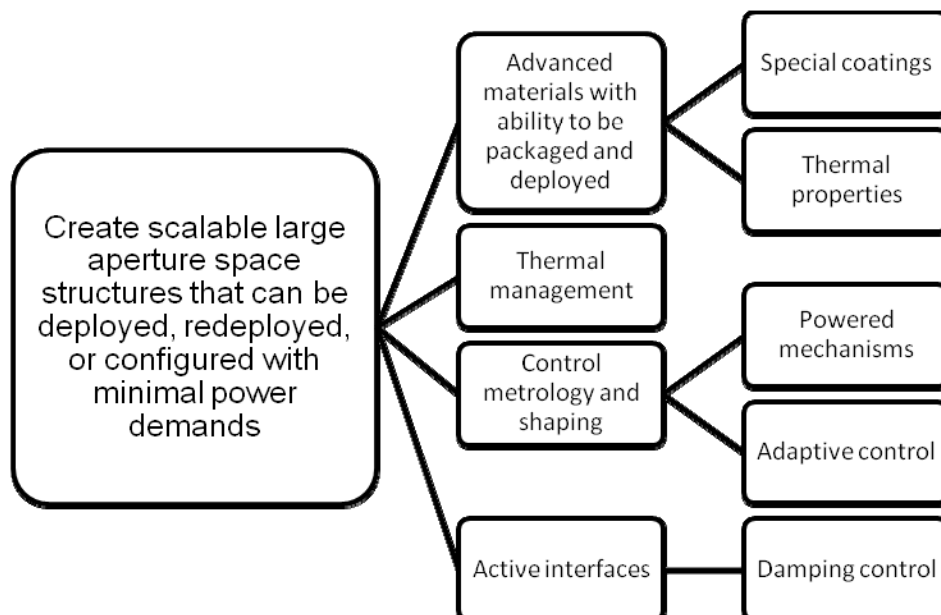 Create scalable large
aperture space
structures that can be
deployed, redeployed,
or configured with
minimal power
demands
Advanced
materials with
ability to be
packaged and
deployed
Special coatings
Thermal
properties
Thermal
management
Control
metrology and
shaping
Powered
mechanisms
Adaptive control
Active interfaces
Damping control